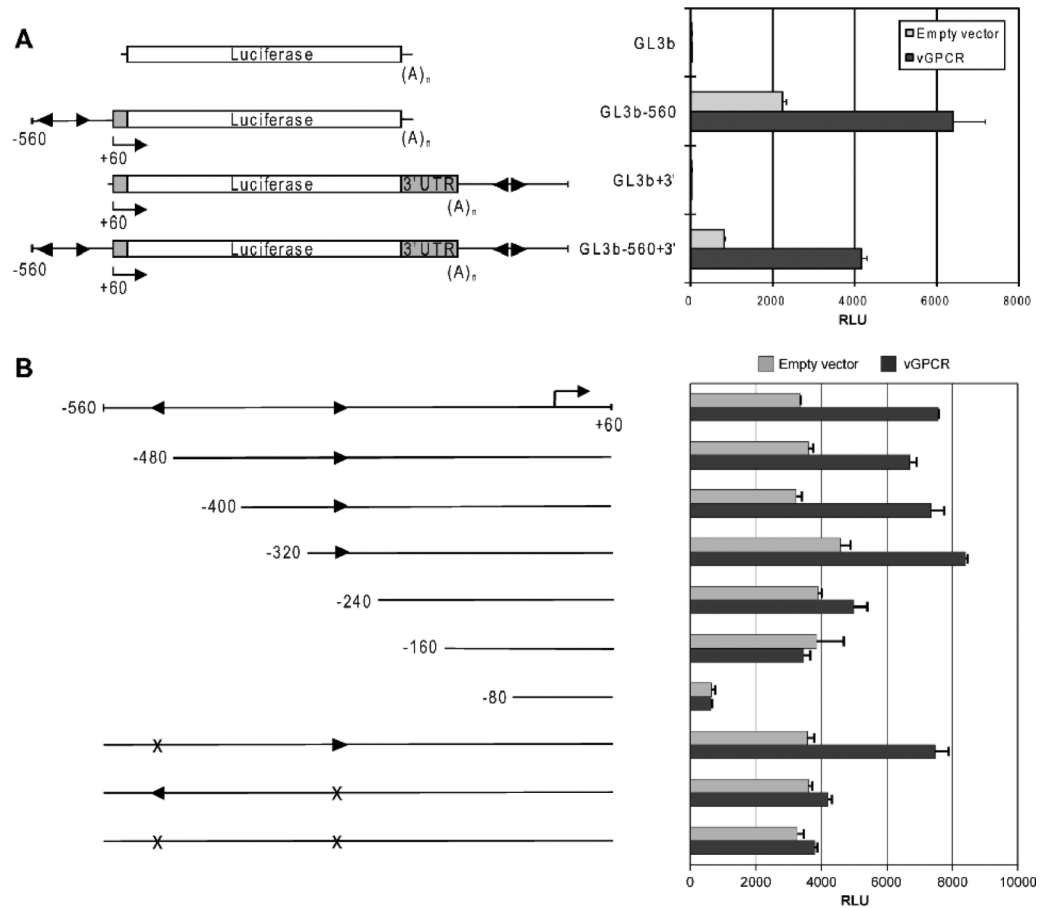 A
Luciferase
(A)n
Luciferase
-560
+60
(A)n
Luciferase
3'UTR
+60
(A)n
Luciferase
3'UTR
-560
+60
(A)n
GL3b
GL3b-560
GL3b+3'
GL3b-560+3'
Empty vector
vGPCR
0 2000 4000 6000 8000
RLU
B
-560
+60
-480
-400
-320
-240
-160
-80
X
X
X X
Empty vector vGPCR
0 2000 4000 6000 8000 10000
RLU